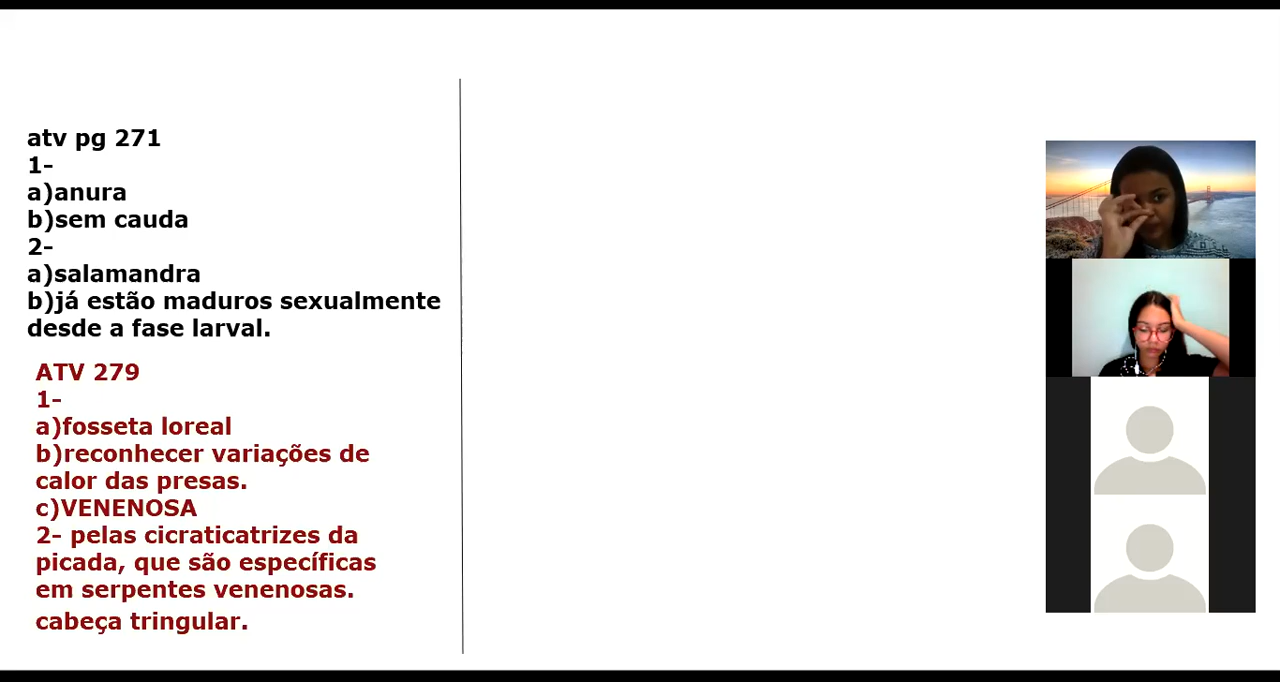 atv pg 271
1-
a)anura
b)sem cauda
2-
a)salamandra
b)já estão maduros sexualmente
desde a fase larval.
ATV 279
1-
a)fosseta loreal
b)reconhecer variações de
calor das presas.
c)VENENOSA
2- pelas cicraticatrizes da
picada, que são específicas
em serpentes venenosas.
cabeça tringular.